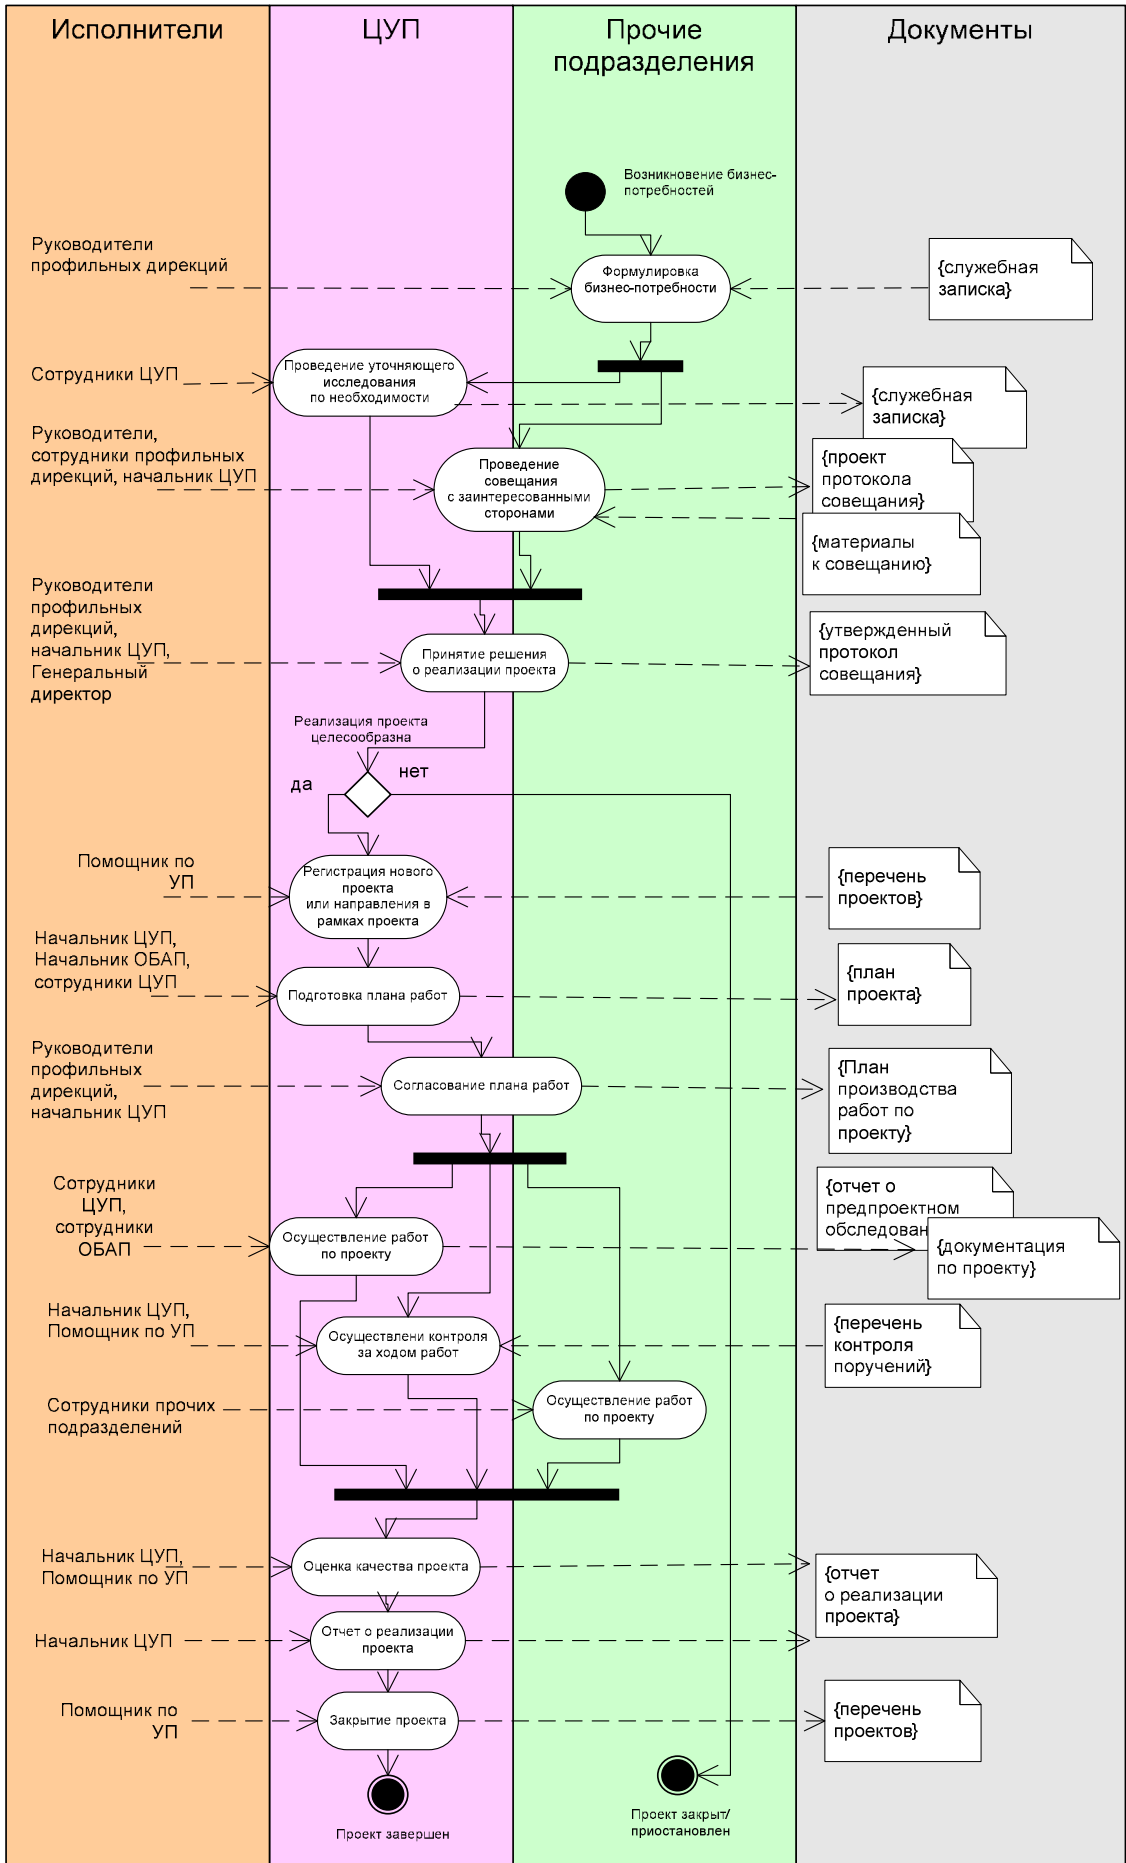 Исполнители
ЦУП
Прочие
подразделения
Документы
Возникновение бизнес-
потребностей
Руководители
профильных дирекций
Формулировка
бизнес-потребности
{служебная
записка}
Сотрудники ЦУП
Проведение уточняющего
исследования
по необходимости
{служебная
записка}
Руководители,
сотрудники профильных
дирекций, начальник ЦУП
Проведение
совещания
с заинтересованными
сторонами
{проект
протокола
совещания}
{материалы
к совещанию}
Руководители
профильных
дирекций,
начальник ЦУП,
Генеральный
директор
Принятие решения
о реализации проекта
{утвержденный
протокол
совещания}
Реализация проекта
целесообразна
да
нет
Помощник по
УП
Регистрация нового
проекта
или направления в
рамках проекта
{перечень
проектов}
Начальник ЦУП,
Начальник ОБАП,
сотрудники ЦУП
Подготовка плана работ
{план
проекта}
Руководители
профильных
дирекций,
начальник ЦУП
Согласование плана работ
{План
производства
работ по
проекту}
Сотрудники
ЦУП,
сотрудники
ОБАП
Осуществление работ
по проекту
{отчет о
предпроектном
обследован
{документация
по проекту}
Начальник ЦУП,
Помощник по УП
Осуществлени контроля
за ходом работ
{перечень
контроля
поручений}
Сотрудники прочих
подразделений
Осуществление работ
по проекту
Начальник ЦУП,
Помощник по УП
Оценка качества проекта
{отчет
о реализации
проекта}
Начальник ЦУП
Отчет о реализации
проекта
Помощник по
УП
Закрытие проекта
{перечень
проектов}
Проект завершен
Проект закрыт/
приостановлен